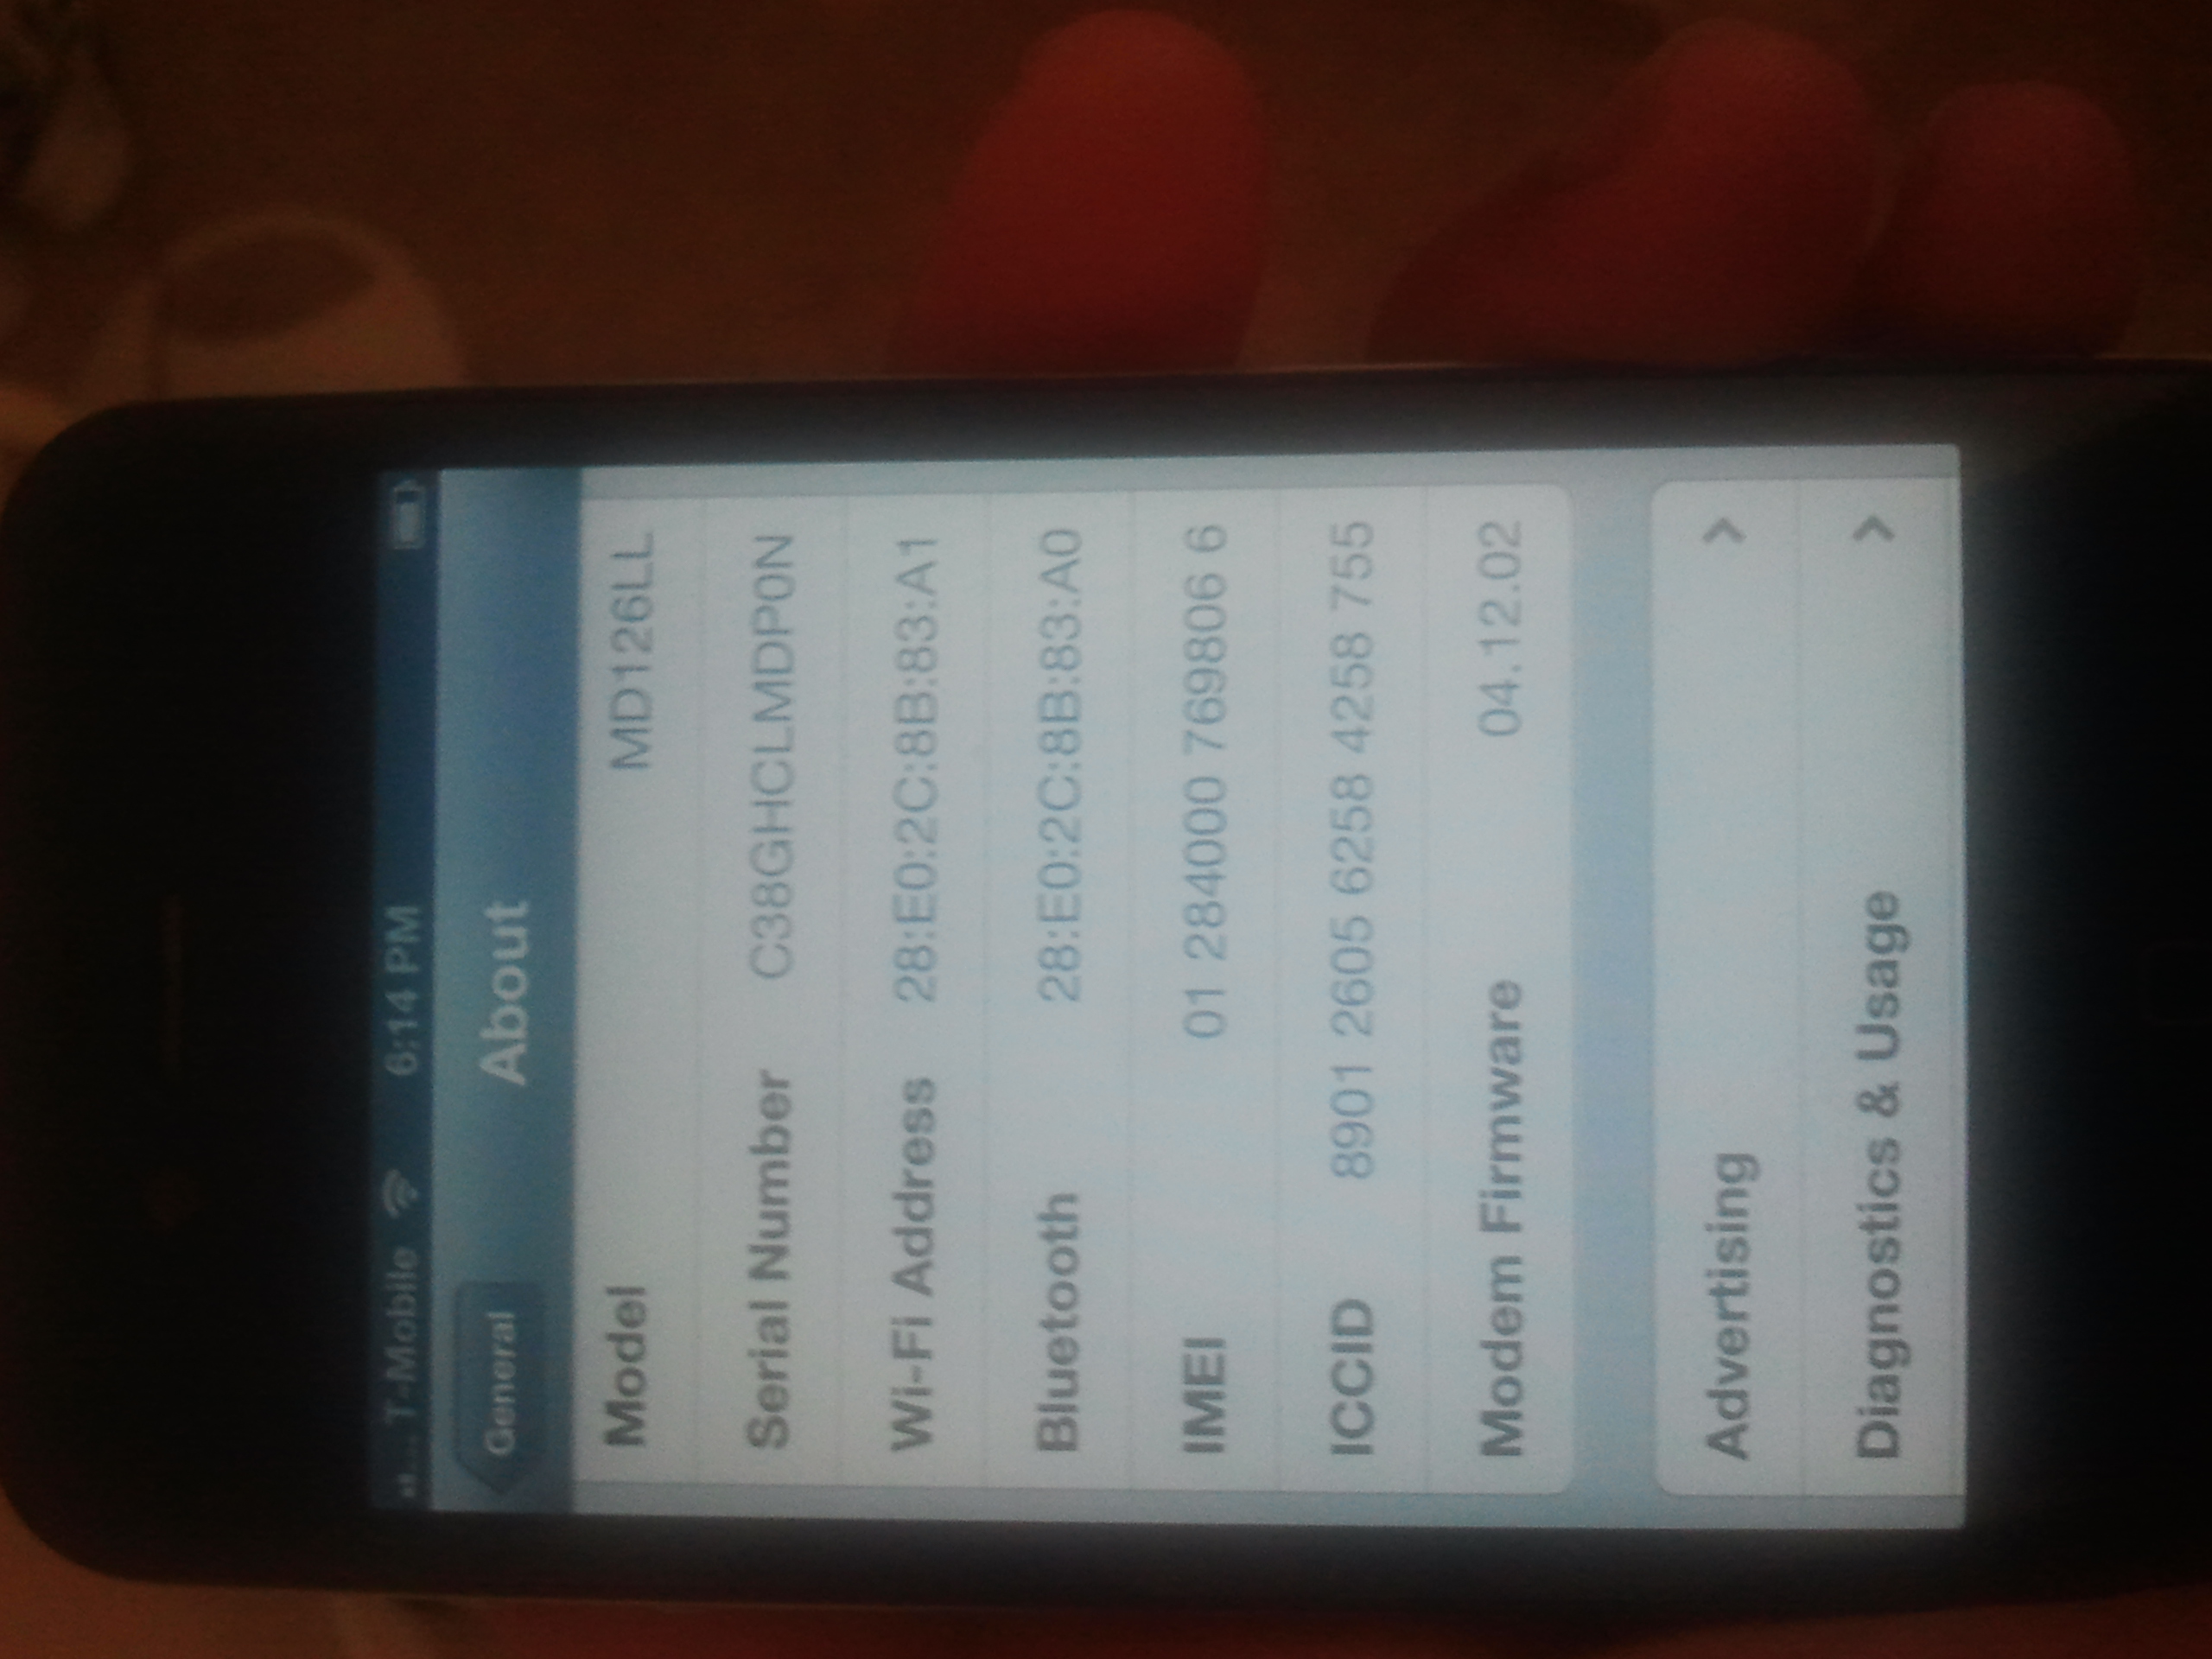 T-Mobile 6:14 PM
General About
Model MD126LL
Serial Number C38GHCLMDP0N
Wi-Fi Address 28:E0:2C:8B:83:A1
Bluetooth 28:E0:2C:8B:83:A0
IMEI 01 284000 769806 6
ICCID 8901 2605 6258 4258 755
Modem Firmware 04.12.02
Advertising
Diagnostics & Usage